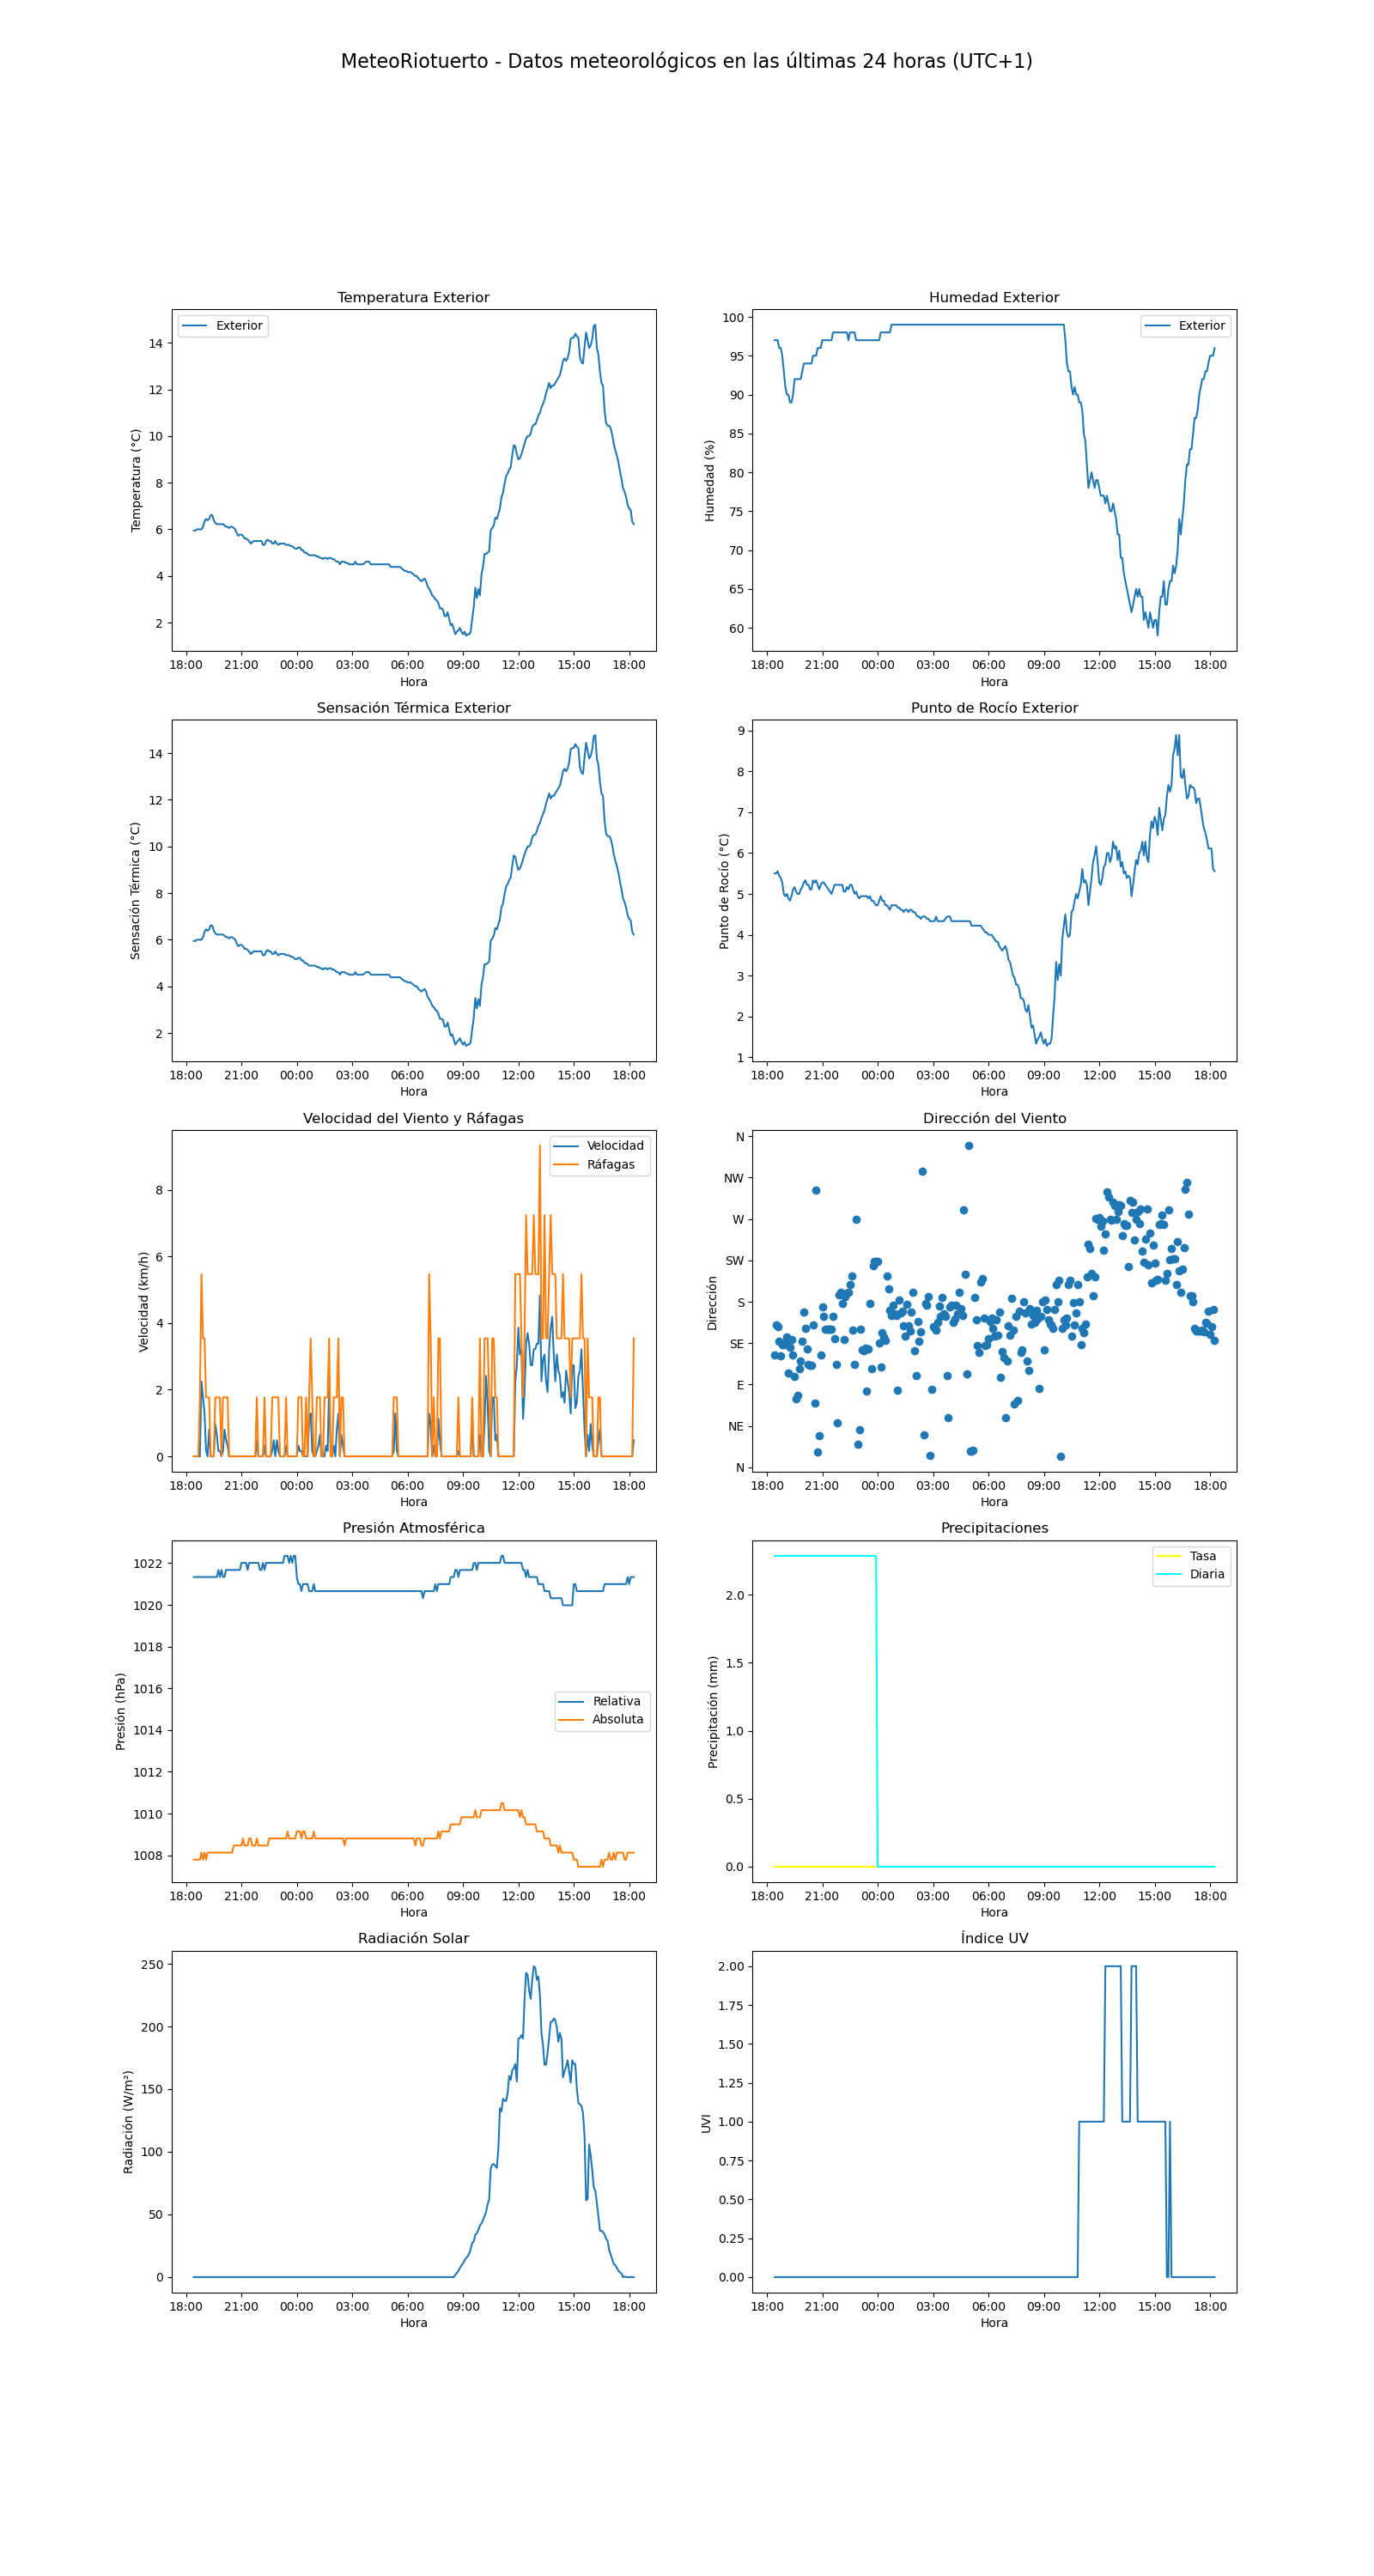 MeteoRiotuerto - Datos meteorológicos en las últimas 24 horas (UTC+1)
Temperatura Exterior
Exterior
Temperatura (°C)
14
12
10
8
6
4
2
18:00 21:00 00:00 03:00 06:00 09:00 12:00 15:00 18:00
Hora
Humedad Exterior
Exterior
Humedad (%)
100
95
90
85
80
75
70
65
60
18:00 21:00 00:00 03:00 06:00 09:00 12:00 15:00 18:00
Hora
Sensación Térmica Exterior
Sensación Térmica (°C)
14
12
10
8
6
4
2
18:00 21:00 00:00 03:00 06:00 09:00 12:00 15:00 18:00
Hora
Punto de Rocío Exterior
Punto de Rocío (°C)
9
8
7
6
5
4
3
2
1
18:00 21:00 00:00 03:00 06:00 09:00 12:00 15:00 18:00
Hora
Velocidad del Viento y Ráfagas
Velocidad
Ráfagas
Velocidad (km/h)
8
6
4
2
0
18:00 21:00 00:00 03:00 06:00 09:00 12:00 15:00 18:00
Hora
Dirección del Viento
Dirección
N
NW
W
SW
S
SE
E
NE
N
18:00 21:00 00:00 03:00 06:00 09:00 12:00 15:00 18:00
Hora
Presión Atmosférica
Relativa
Absoluta
Presión (hPa)
1022
1020
1018
1016
1014
1012
1010
1008
18:00 21:00 00:00 03:00 06:00 09:00 12:00 15:00 18:00
Hora
Precipitaciones
Tasa
Diaria
Precipitación (mm)
2.0
1.5
1.0
0.5
0.0
18:00 21:00 00:00 03:00 06:00 09:00 12:00 15:00 18:00
Hora
Radiación Solar
Radiación (W/m²)
250
200
150
100
50
0
18:00 21:00 00:00 03:00 06:00 09:00 12:00 15:00 18:00
Hora
Índice UV
UVI
2.00
1.75
1.50
1.25
1.00
0.75
0.50
0.25
0.00
18:00 21:00 00:00 03:00 06:00 09:00 12:00 15:00 18:00
Hora